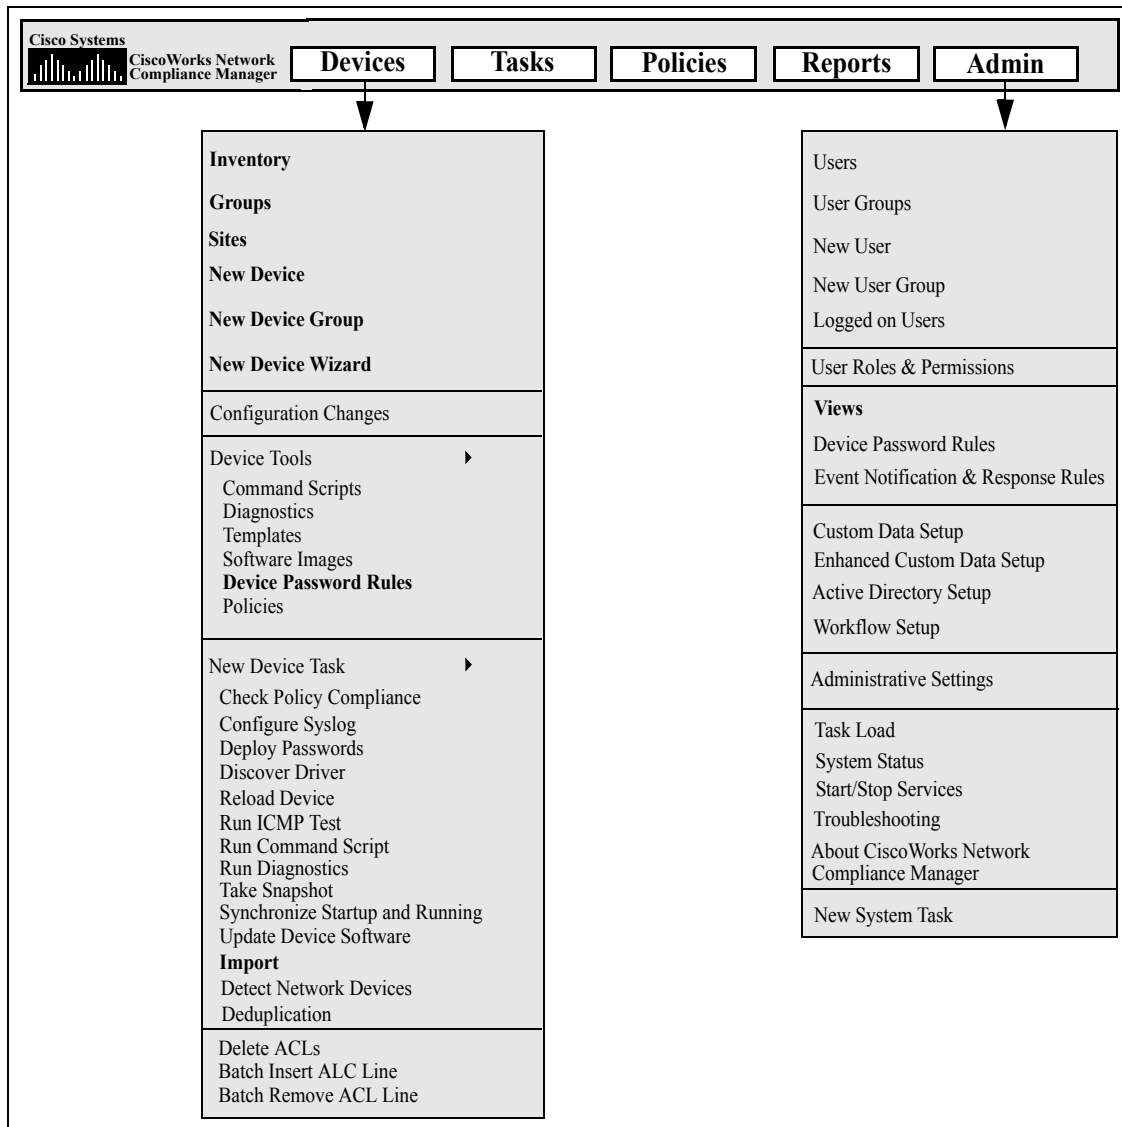 Cisco Systems
CiscoWorks Network
Compliance Manager
Devices
Tasks
Policies
Reports
Admin
Inventory
Groups
Sites
New Device
New Device Group
New Device Wizard
Configuration Changes
Device Tools
Command Scripts
Diagnostics
Templates
Software Images
Device Password Rules
Policies
New Device Task
Check Policy Compliance
Configure Syslog
Deploy Passwords
Discover Driver
Reload Device
Run ICMP Test
Run Command Script
Run Diagnostics
Take Snapshot
Synchronize Startup and Running
Update Device Software
Import
Detect Network Devices
Deduplication
Delete ACLs
Batch Insert ALC Line
Batch Remove ACL Line
Users
User Groups
New User
New User Group
Logged on Users
User Roles & Permissions
Views
Device Password Rules
Event Notification & Response Rules
Custom Data Setup
Enhanced Custom Data Setup
Active Directory Setup
Workflow Setup
Administrative Settings
Task Load
System Status
Start/Stop Services
Troubleshooting
About CiscoWorks Network
Compliance Manager
New System Task